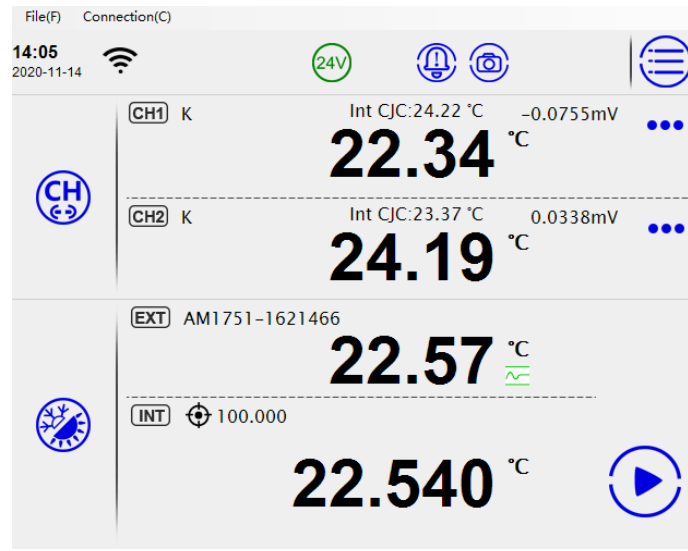 File(F) Connection(C)
14:05
2020-11-14
24V
CH1 K Int CJC:24.22 ℃ -0.0755mV
22.34 ℃
CH
CH2 K Int CJC:23.37 ℃ 0.0338mV
24.19 ℃
EXT AM1751-1621466
22.57 ℃
INT 100.000
22.540 ℃